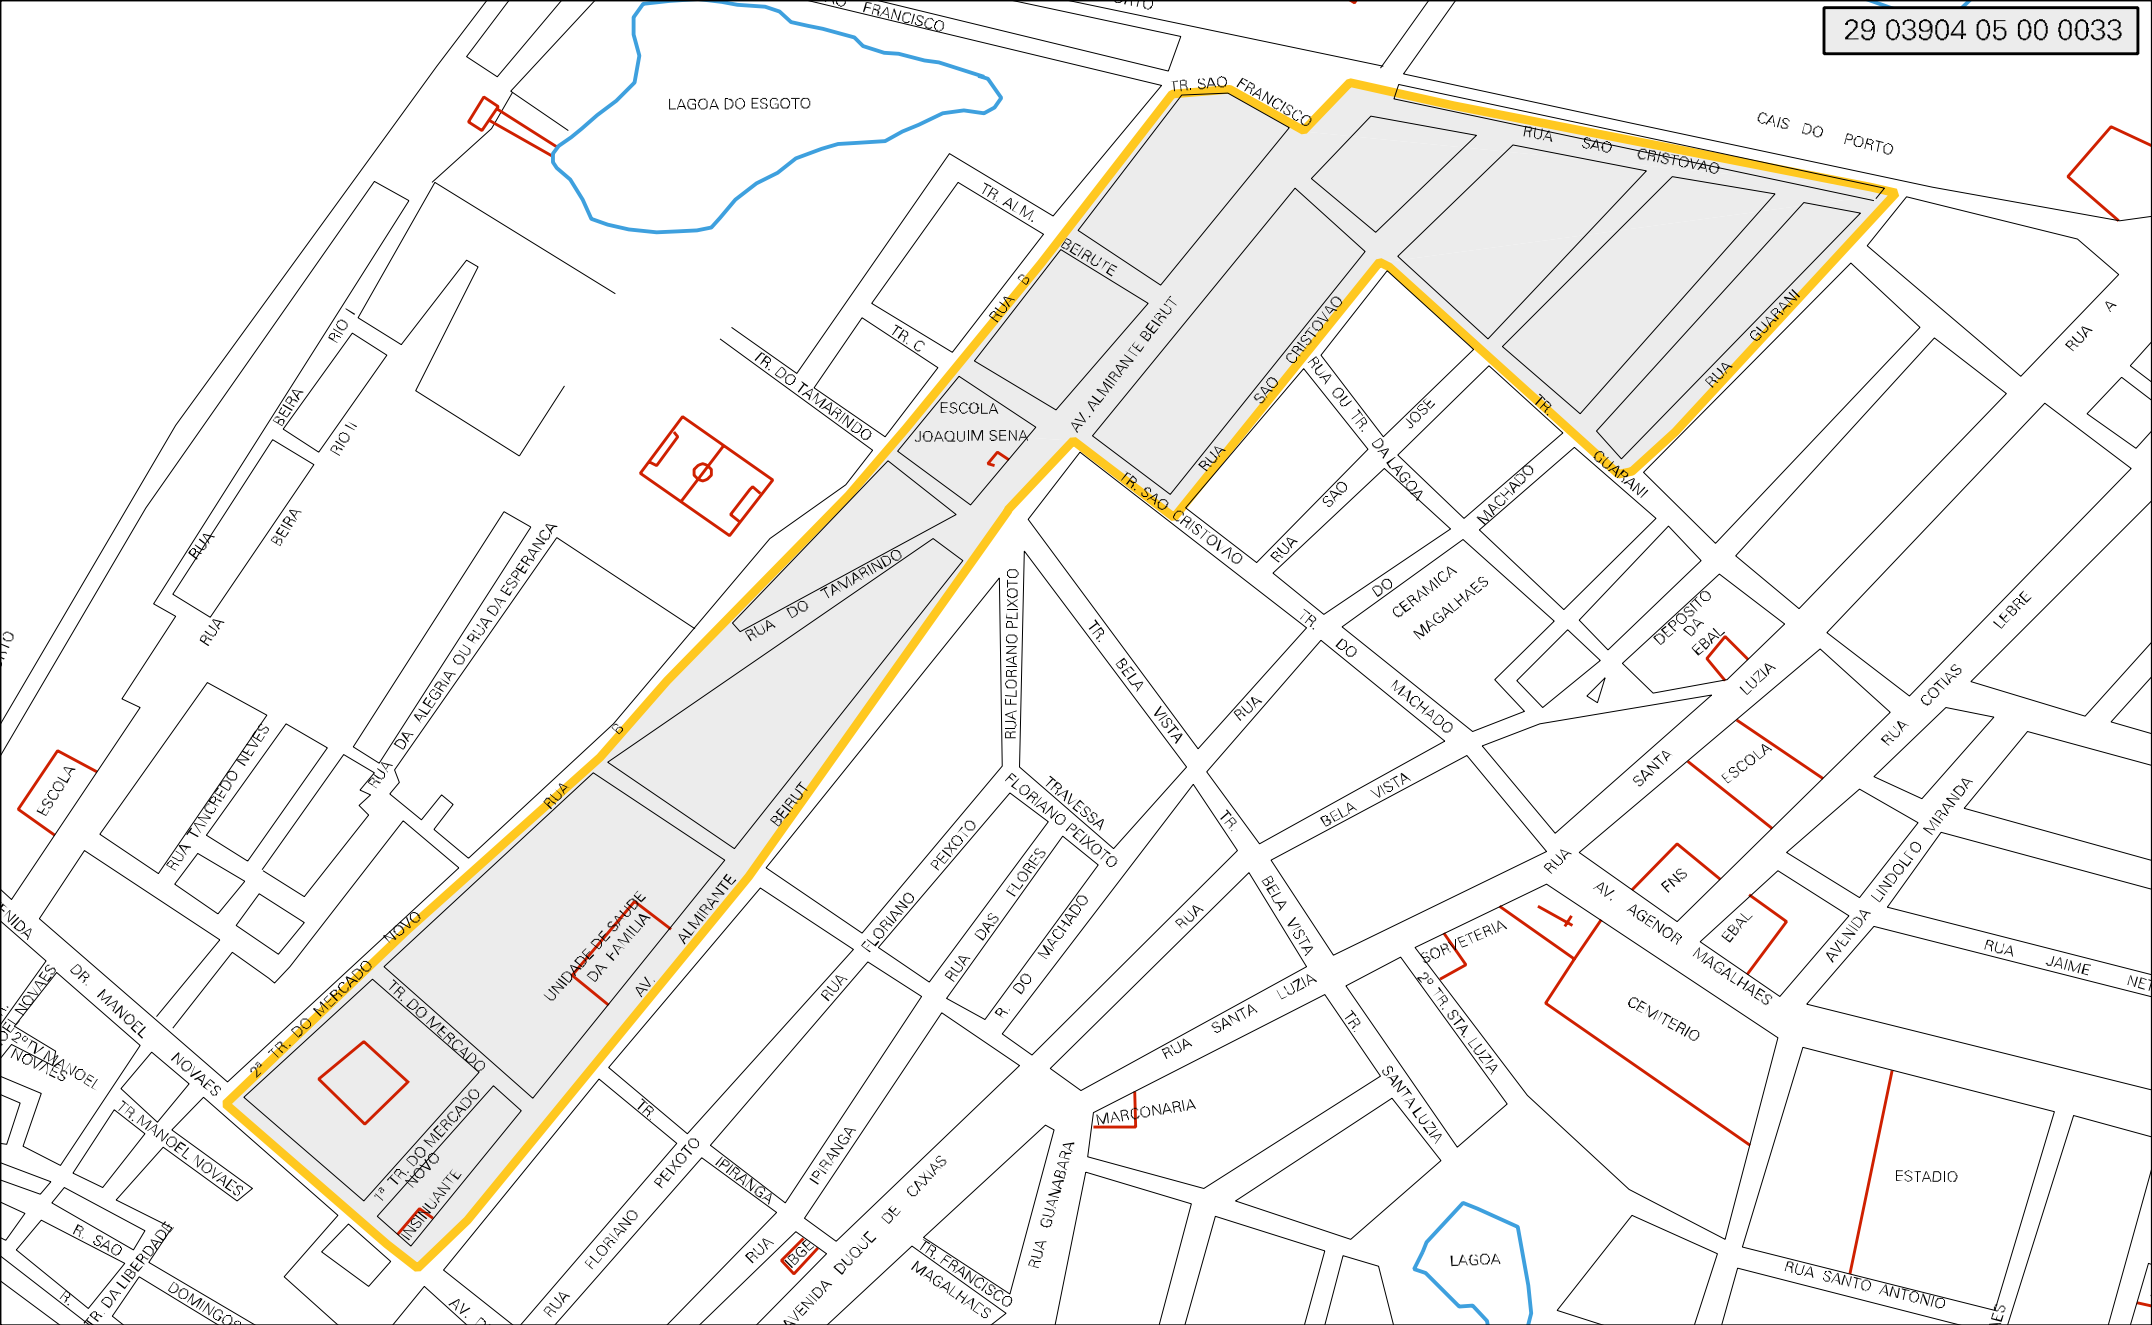 FRANCISCO
29 03904 05 00 0033
LAGOA DO ESGOTO
TR. SAO FRANCISCO
CAIS DO PORTO
RUA SAO CRISTOVAO
TR. ALM.
BEIRUTE
RUA B
TR. C
TR. DO TAMARINDO
ESCOLA
JOAQUIM SENA
AV. ALMIRANTE BEIRUT
RUA SAO CRISTOVAO
RUA GUARANI
TR. GUARANI
RUA A
RUA BEIRA RIO I
RUA BEIRA RIO II
RUA OU TR. DA LAGOA
RUA SAO JOSE
TR. SAO CRISTOVAO
RUA DO MACHADO
CERAMICA
MAGALHAES
DEPOSITO
DA
EBAL
RUA COTIAS LEBRE
RUA DO TAMARINDO
RUA DA ALEGRIA OU RUA DA ESPERANCA
RUA FLORIANO PEIXOTO
TR. BELA VISTA
TR. DO MACHADO
RUA BELA VISTA
RUA SANTA LUZIA
ESCOLA
ESCOLA
RUA TANCREDO NEVES
RUA B
AV. ALMIRANTE BEIRUT
TRAVESSA
FLORIANO PEIXOTO
RUA FLORIANO PEIXOTO
RUA DAS FLORES
R. DO MACHADO
TR. BELA VISTA
FNS
EBAL
AV. AGENOR MAGALHAES
AVENIDA LINDOLFO MIRANDA
RUA JAIME
SORVETERIA
2º TR. STA. LUZIA
CEMITERIO
UNIDADE DE SAUDE
DA FAMILIA
2ª TR. DO MERCADO NOVO
TR. DO MERCADO
1ª TR. DO MERCADO
NOVO
INSINUANTE
DR. MANOEL NOVAES
TR. MANOEL NOVAES
RUA SANTA LUZIA
TR. SANTA LUZIA
MARCONARIA
TR. IPIRANGA
RUA FLORIANO PEIXOTO
RUA IPIRANGA
IBGE
AVENIDA DUQUE DE CAXIAS
RUA GUANABARA
TR. FRANCISCO
MAGALHAES
LAGOA
ESTADIO
RUA SANTO ANTONIO
R. SAO DOMINGOS
TR. DA LIBERDADE
R.
AV.